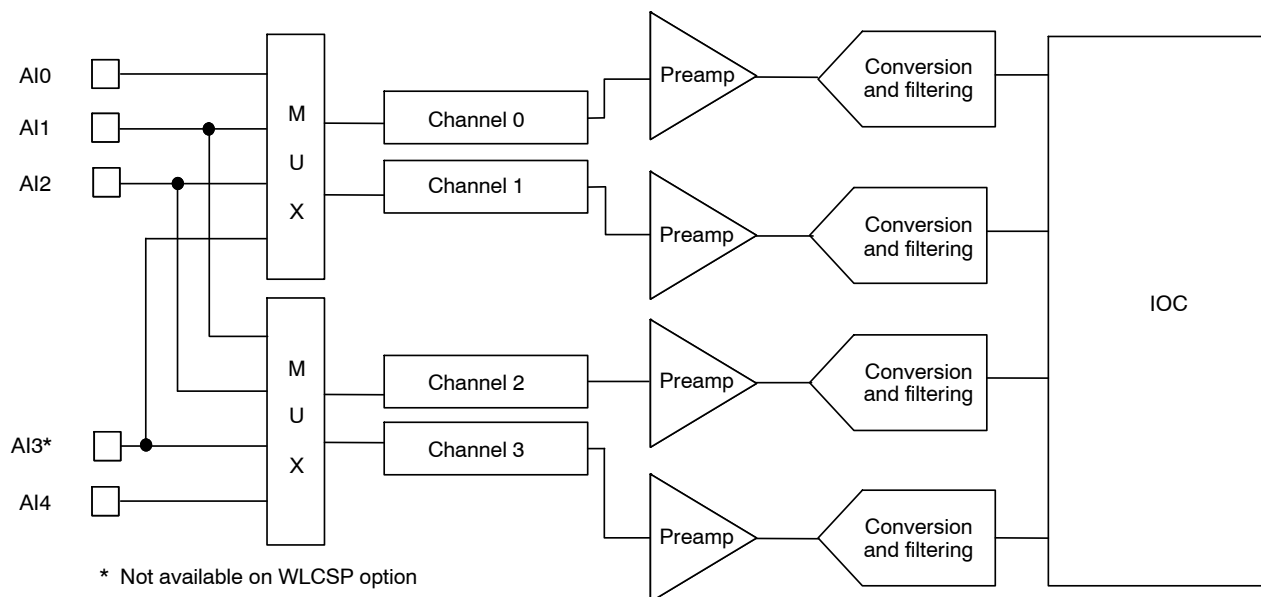 AI0
AI1
AI2
AI3*
AI4
M
U
X
M
U
X
Channel 0
Channel 1
Channel 2
Channel 3
Preamp
Conversion
and filtering
Preamp
Conversion
and filtering
Preamp
Conversion
and filtering
Preamp
Conversion
and filtering
IOC
* Not available on WLCSP option